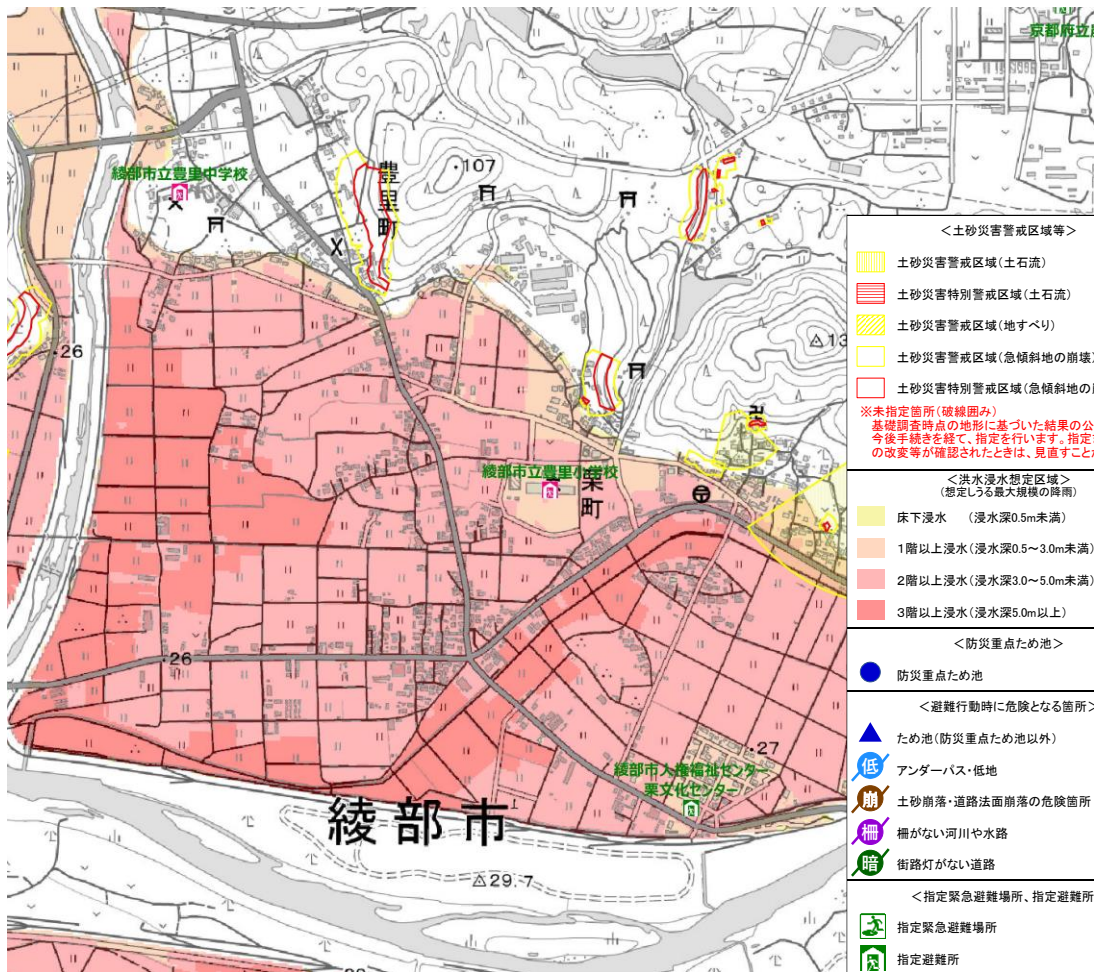 京都府立
綾部市立豊里中学校
豊里町
・107
・26
△13
綾部市立豊里小学校
栗町
・26
・27
綾部市人権福祉センター
栗文化センター
綾部市
△29.7
＜土砂災害警戒区域等＞
土砂災害警戒区域(土石流)
土砂災害特別警戒区域(土石流)
土砂災害警戒区域(地すべり)
土砂災害警戒区域(急傾斜地の崩壊)
土砂災害特別警戒区域(急傾斜地の
※未指定箇所(破線囲み)
基礎調査時点の地形に基づいた結果の公
今後手続きを経て、指定を行います。指定
の改変等が確認されたときは、見直すことが
＜洪水浸水想定区域＞
(想定しうる最大規模の降雨)
床下浸水　(浸水深0.5m未満)
1階以上浸水(浸水深0.5～3.0m未満)
2階以上浸水(浸水深3.0～5.0m未満)
3階以上浸水(浸水深5.0m以上)
＜防災重点ため池＞
防災重点ため池
＜避難行動時に危険となる箇所＞
ため池(防災重点ため池以外)
低 アンダーパス・低地
崩 土砂崩落・道路法面崩落の危険箇所
柵 柵がない河川や水路
暗 街路灯がない道路
＜指定緊急避難場所、指定避難所
指定緊急避難場所
指定避難所